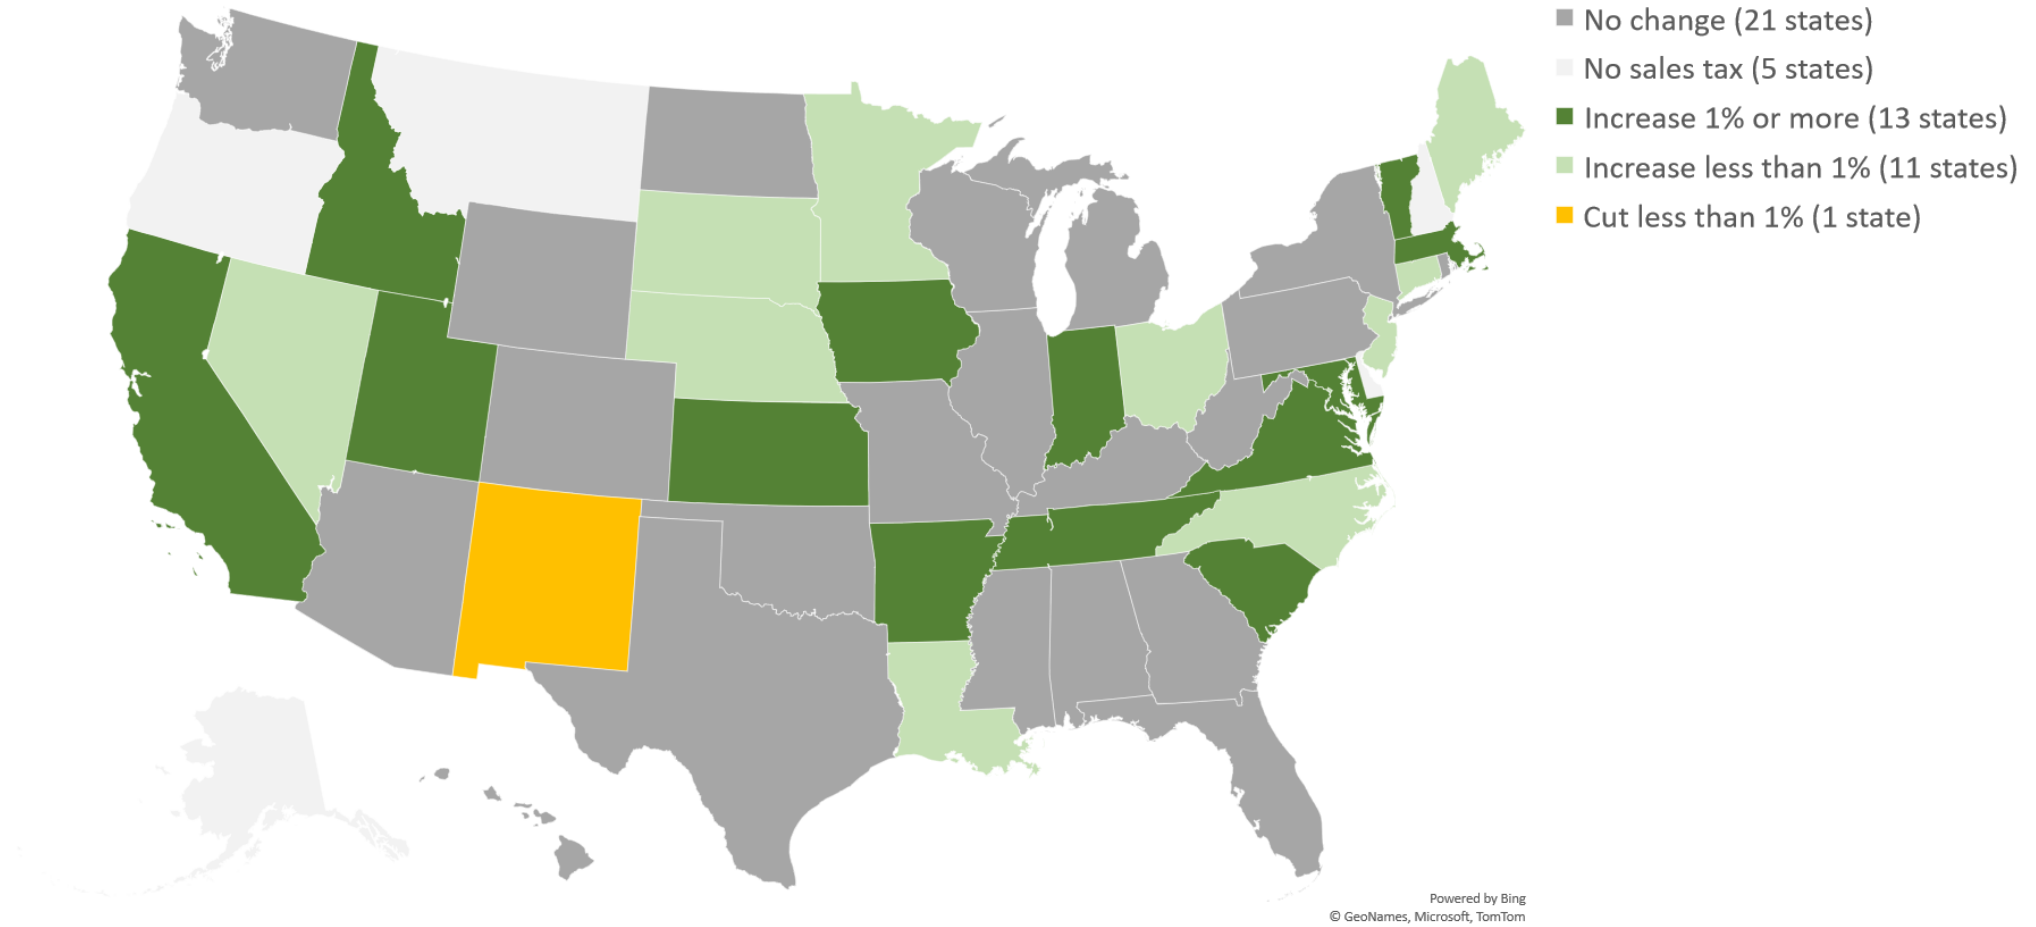 No change (21 states)
No sales tax (5 states)
Increase 1% or more (13 states)
Increase less than 1% (11 states)
Cut less than 1% (1 state)
Powered by Bing
© GeoNames, Microsoft, TomTom